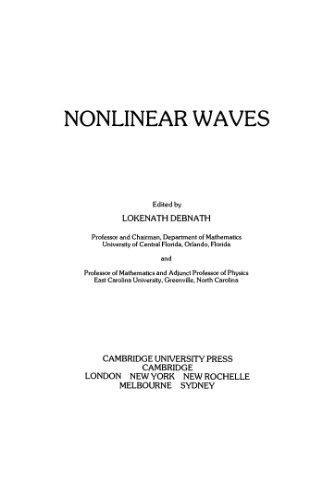 NONLINEAR WAVES
Edited by
LOKENATH DEBNATH
Professor and Chairman, Department of Mathematics
University of Central Florida, Orlando, Florida
and
Professor of Mathematics and Adjunct Professor of Physics
East Carolina University, Greenville, North Carolina
CAMBRIDGE UNIVERSITY PRESS
CAMBRIDGE
LONDON NEW YORK NEW ROCHELLE
MELBOURNE SYDNEY